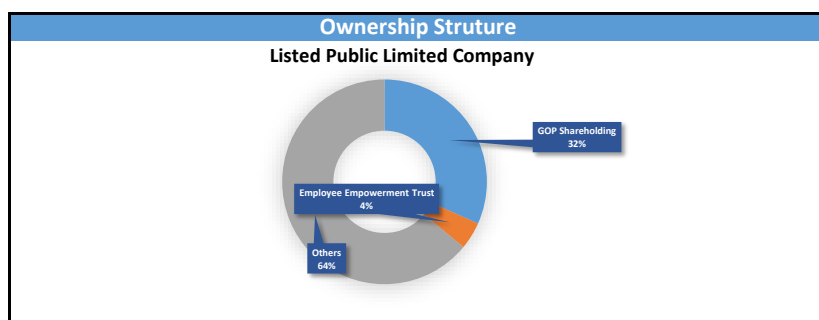 Ownership Struture
Listed Public Limited Company
GOP Shareholding
32%
Employee Empowerment Trust
4%
Others
64%